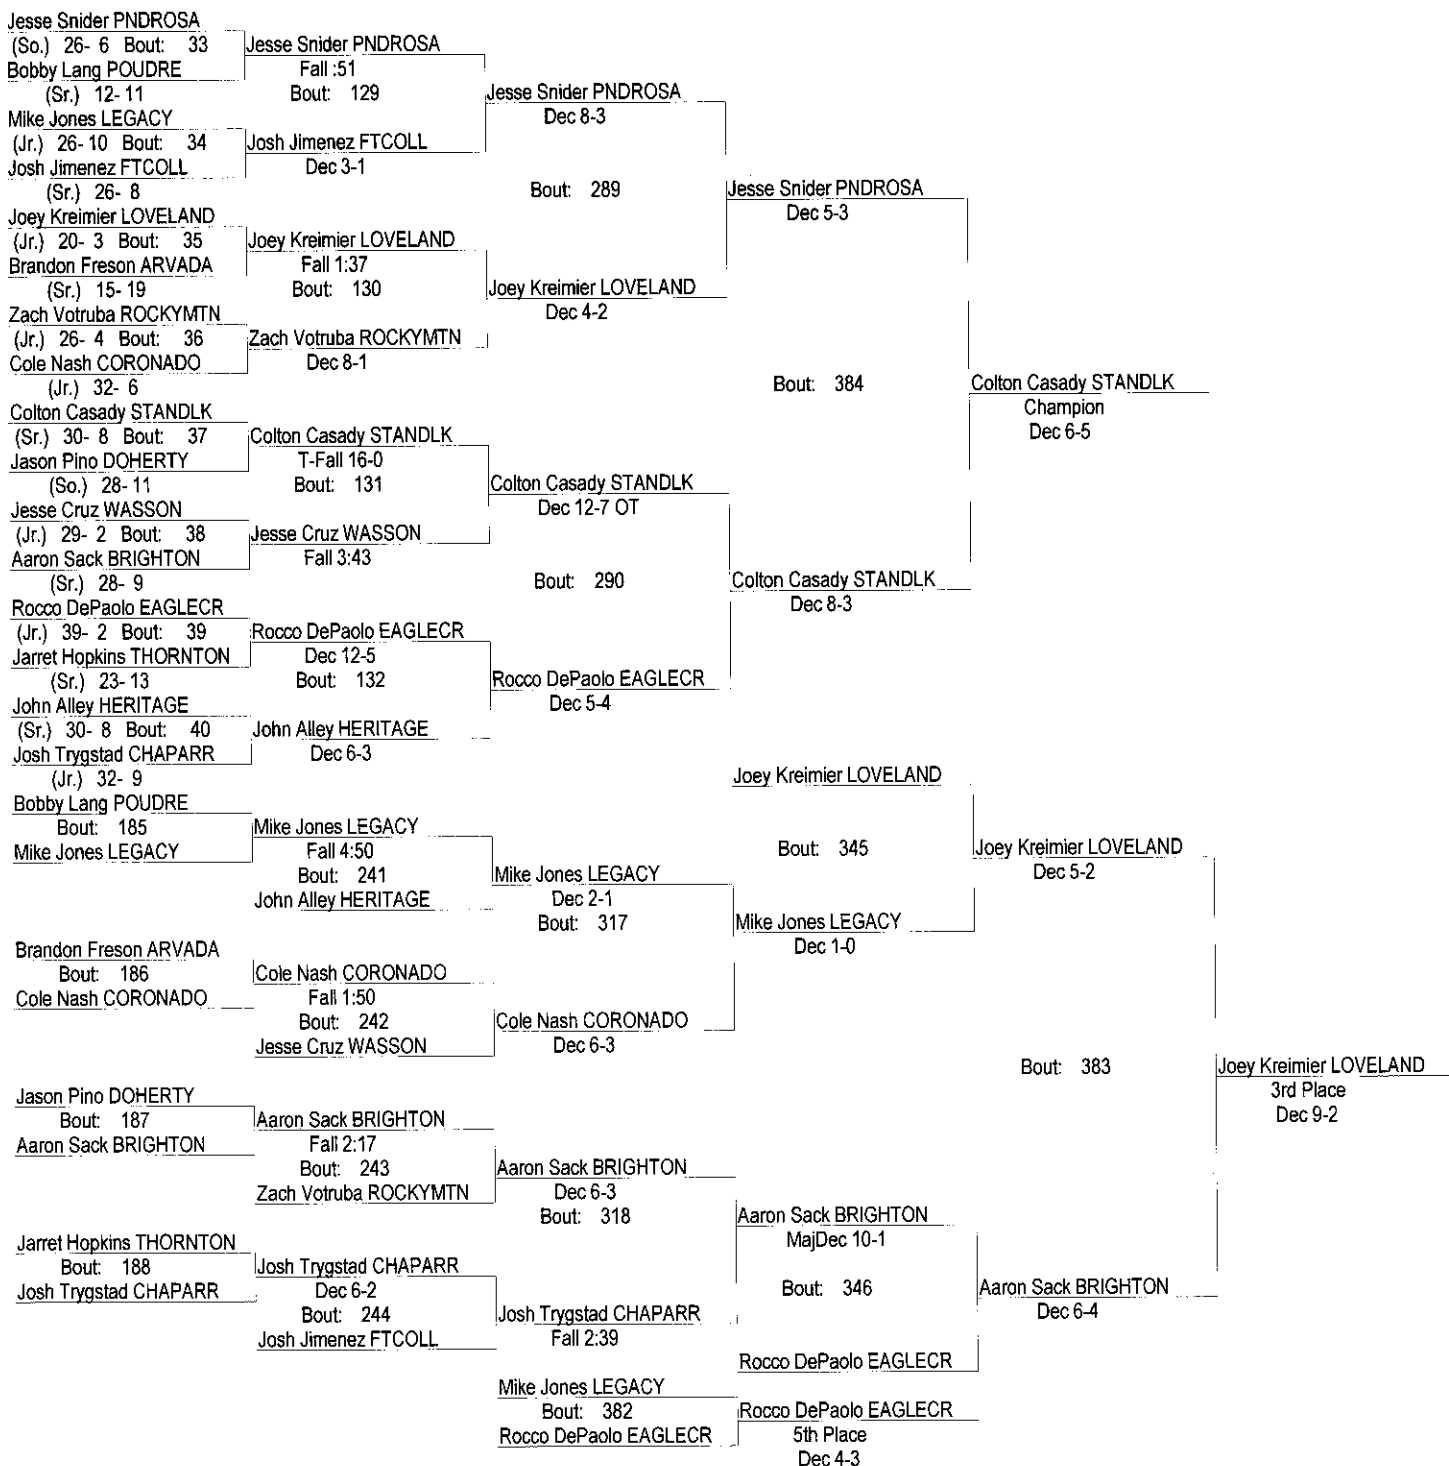 Jesse Snider PNDROSA
(So.) 26- 6 Bout: 33
Bobby Lang POUDRE
(Sr.) 12- 11
Mike Jones LEGACY
(Jr.) 26- 10 Bout: 34
Josh Jimenez FTCOLL
(Sr.) 26- 8
Joey Kreimier LOVELAND
(Jr.) 20- 3 Bout: 35
Brandon Freson ARVADA
(Sr.) 15- 19
Zach Votruba ROCKYMTN
(Jr.) 26- 4 Bout: 36
Cole Nash CORONADO
(Jr.) 32- 6
Colton Casady STANDLK
(Sr.) 30- 8 Bout: 37
Jason Pino DOHERTY
(So.) 28- 11
Jesse Cruz WASSON
(Jr.) 29- 2 Bout: 38
Aaron Sack BRIGHTON
(Sr.) 28- 9
Rocco DePaolo EAGLECR
(Jr.) 39- 2 Bout: 39
Jarret Hopkins THORNTON
(Sr.) 23- 13
John Alley HERITAGE
(Sr.) 30- 8 Bout: 40
Josh Trygstad CHAPARR
(Jr.) 32- 9
Jesse Snider PNDROSA
Fall :51
Bout: 129
Josh Jimenez FTCOLL
Dec 3-1
Joey Kreimier LOVELAND
Fall 1:37
Bout: 130
Zach Votruba ROCKYMTN
Dec 8-1
Colton Casady STANDLK
T-Fall 16-0
Bout: 131
Jesse Cruz WASSON
Fall 3:43
Rocco DePaolo EAGLECR
Dec 12-5
Bout: 132
John Alley HERITAGE
Dec 6-3
Jesse Snider PNDROSA
Dec 8-3
Bout: 289
Joey Kreimier LOVELAND
Dec 4-2
Colton Casady STANDLK
Dec 12-7 OT
Bout: 290
Rocco DePaolo EAGLECR
Dec 5-4
Jesse Snider PNDROSA
Dec 5-3
Bout: 384
Colton Casady STANDLK
Dec 8-3
Colton Casady STANDLK
Champion
Dec 6-5
Bobby Lang POUDRE
Bout: 185
Mike Jones LEGACY
Brandon Freson ARVADA
Bout: 186
Cole Nash CORONADO
Jason Pino DOHERTY
Bout: 187
Aaron Sack BRIGHTON
Jarret Hopkins THORNTON
Bout: 188
Josh Trygstad CHAPARR
Mike Jones LEGACY
Fall 4:50
Bout: 241
John Alley HERITAGE
Cole Nash CORONADO
Fall 1:50
Bout: 242
Jesse Cruz WASSON
Aaron Sack BRIGHTON
Fall 2:17
Bout: 243
Zach Votruba ROCKYMTN
Josh Trygstad CHAPARR
Dec 6-2
Bout: 244
Josh Jimenez FTCOLL
Mike Jones LEGACY
Dec 2-1
Bout: 317
Cole Nash CORONADO
Dec 6-3
Aaron Sack BRIGHTON
Dec 6-3
Bout: 318
Josh Trygstad CHAPARR
Fall 2:39
Joey Kreimier LOVELAND
Bout: 345
Mike Jones LEGACY
Dec 1-0
Aaron Sack BRIGHTON
MajDec 10-1
Bout: 346
Rocco DePaolo EAGLECR
Joey Kreimier LOVELAND
Dec 5-2
Bout: 383
Aaron Sack BRIGHTON
Dec 6-4
Joey Kreimier LOVELAND
3rd Place
Dec 9-2
Mike Jones LEGACY
Bout: 382
Rocco DePaolo EAGLECR
Rocco DePaolo EAGLECR
5th Place
Dec 4-3